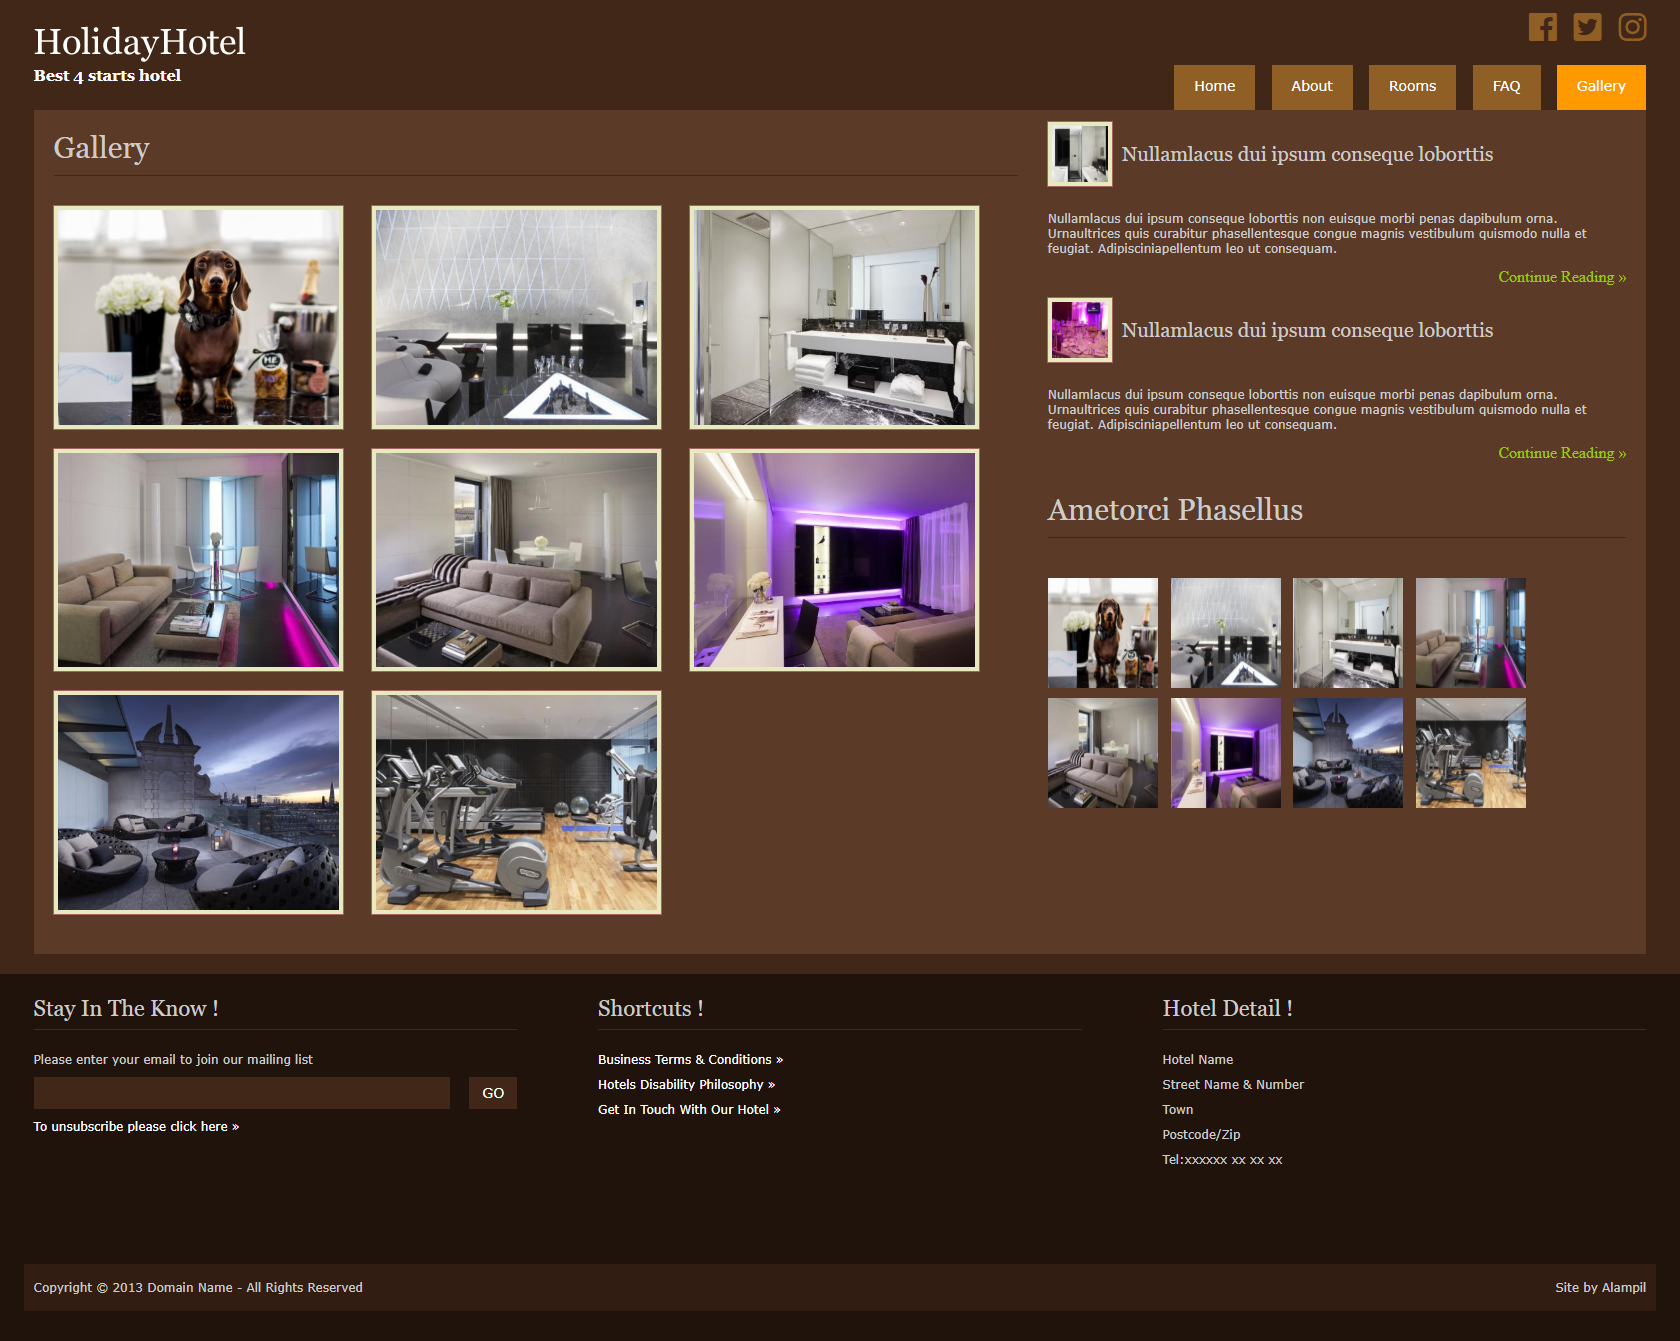 HolidayHotel
Best 4 starts hotel
Home
About
Rooms
FAQ
Gallery
Gallery
Nullamlacus dui ipsum conseque loborttis
Nullamlacus dui ipsum conseque loborttis non euisque morbi penas dapibulum orna.
Urnaultrices quis curabitur phasellentesque congue magnis vestibulum quismodo nulla et
feugiat. Adipisciniapellentum leo ut consequam.
Continue Reading »
Nullamlacus dui ipsum conseque loborttis
Nullamlacus dui ipsum conseque loborttis non euisque morbi penas dapibulum orna.
Urnaultrices quis curabitur phasellentesque congue magnis vestibulum quismodo nulla et
feugiat. Adipisciniapellentum leo ut consequam.
Continue Reading »
Ametorci Phasellus
Stay In The Know !
Please enter your email to join our mailing list
GO
To unsubscribe please click here »
Shortcuts !
Business Terms & Conditions »
Hotels Disability Philosophy »
Get In Touch With Our Hotel »
Hotel Detail !
Hotel Name
Street Name & Number
Town
Postcode/Zip
Tel:xxxxxx xx xx xx
Copyright © 2013 Domain Name - All Rights Reserved
Site by Alampil